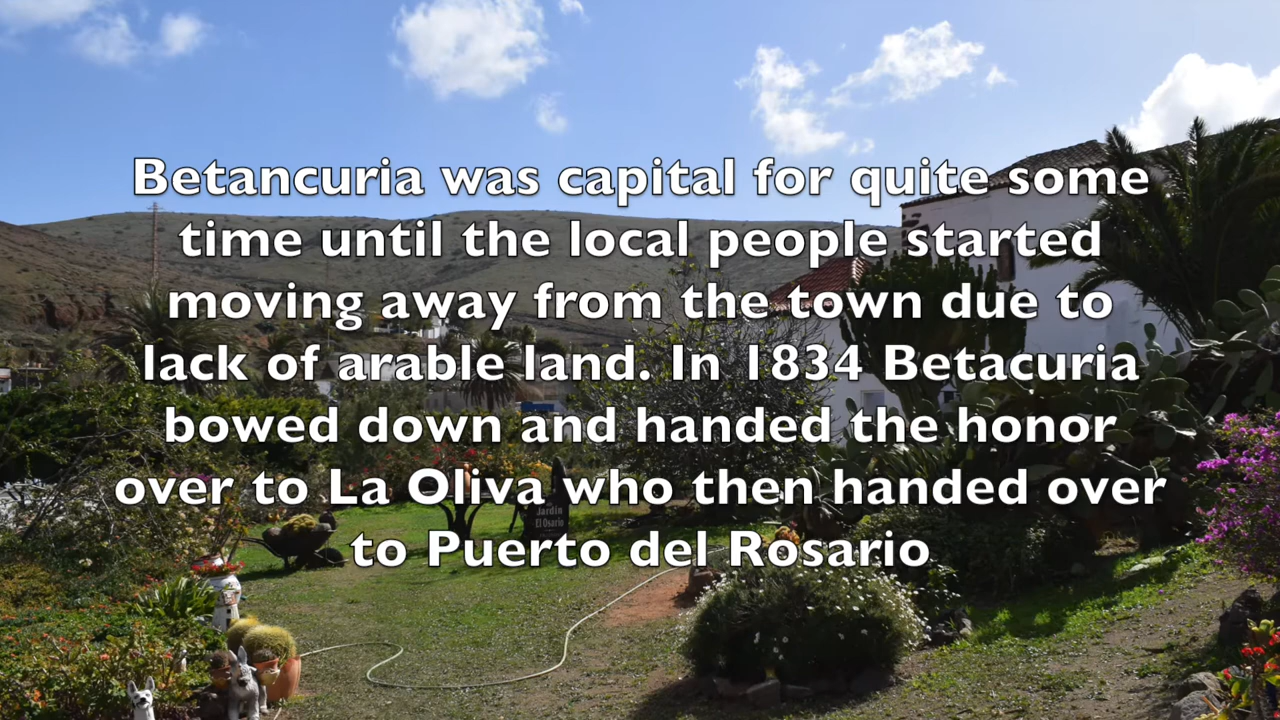 Betancuria was capital for quite some
time until the local people started
moving away from the town due to
lack of arable land. In 1834 Betacuria
bowed down and handed the honor
over to La Oliva who then handed over
to Puerto del Rosario
Jardin
El Osario